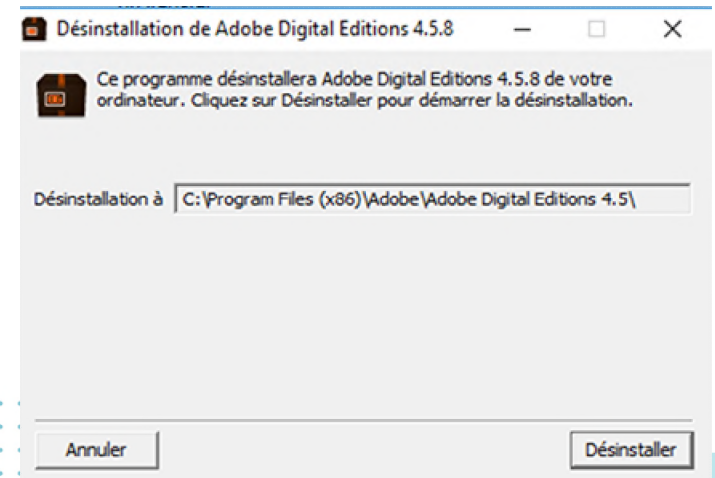 Désinstallation de Adobe Digital Editions 4.5.8
Ce programme désinstallera Adobe Digital Editions 4.5.8 de votre
ordinateur. Cliquez sur Désinstaller pour démarrer la désinstallation.
Désinstallation à C:\Program Files (x86)\Adobe\Adobe Digital Editions 4.5\
Annuler
Désinstaller